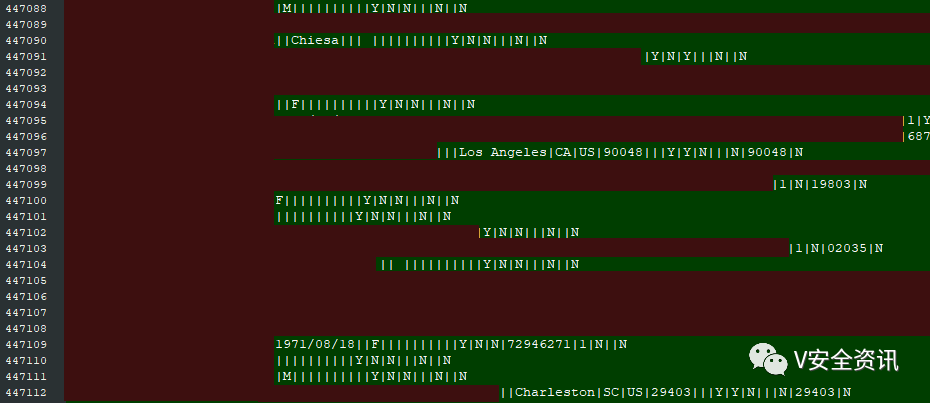 447088 |M||||||||||Y|N|N|||N||N
447089
447090 ||Chiesa||| ||||||||||Y|N|N|||N||N
447091 |Y|N|Y|||N||N
447092
447093
447094 ||F||||||||||Y|N|N|||N||N
447095 |1|Y
447096 |687
447097 |||Los Angeles|CA|US|90048|||Y|Y|N|||N|90048|N
447098
447099 |1|N|19803|N
447100 F||||||||||Y|N|N|||N||N
447101 ||||||||||Y|N|N|||N||N
447102 |Y|N|N|||N||N
447103 |1|N|02035|N
447104 || ||||||||||Y|N|N|||N||N
447105
447106
447107
447108
447109 1971/08/18||F||||||||||Y|N|N|72946271|1|N||N
447110 ||||||||||Y|N|N|||N||N
447111 |M||||||||||Y|N|N|||N||N
447112 ||Charleston|SC|US|29403|||Y|Y|N|||N|29403|N
V安全资讯